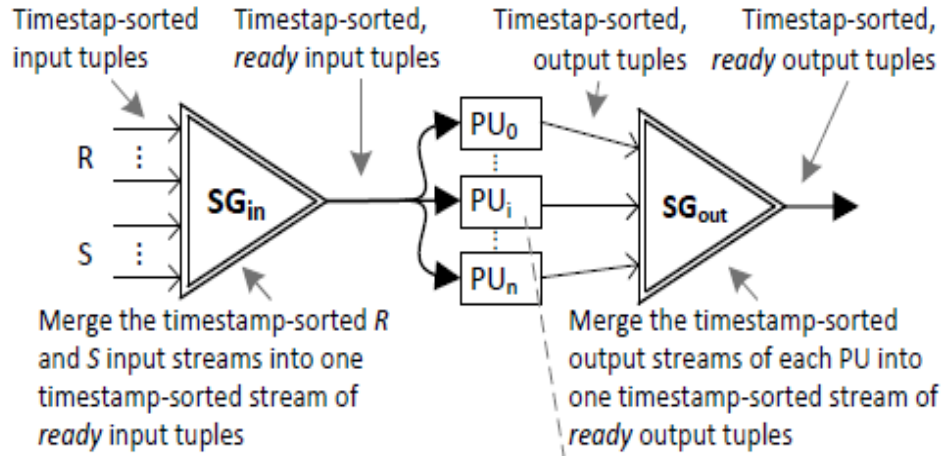 Timestap-sorted
input tuples
Timestap-sorted,
ready input tuples
Timestap-sorted,
output tuples
Timestap-sorted,
ready output tuples
R
S
SGin
PU0
PUi
PUn
SGout
Merge the timestamp-sorted R
and S input streams into one
timestamp-sorted stream of
ready input tuples
Merge the timestamp-sorted
output streams of each PU into
one timestamp-sorted stream of
ready output tuples